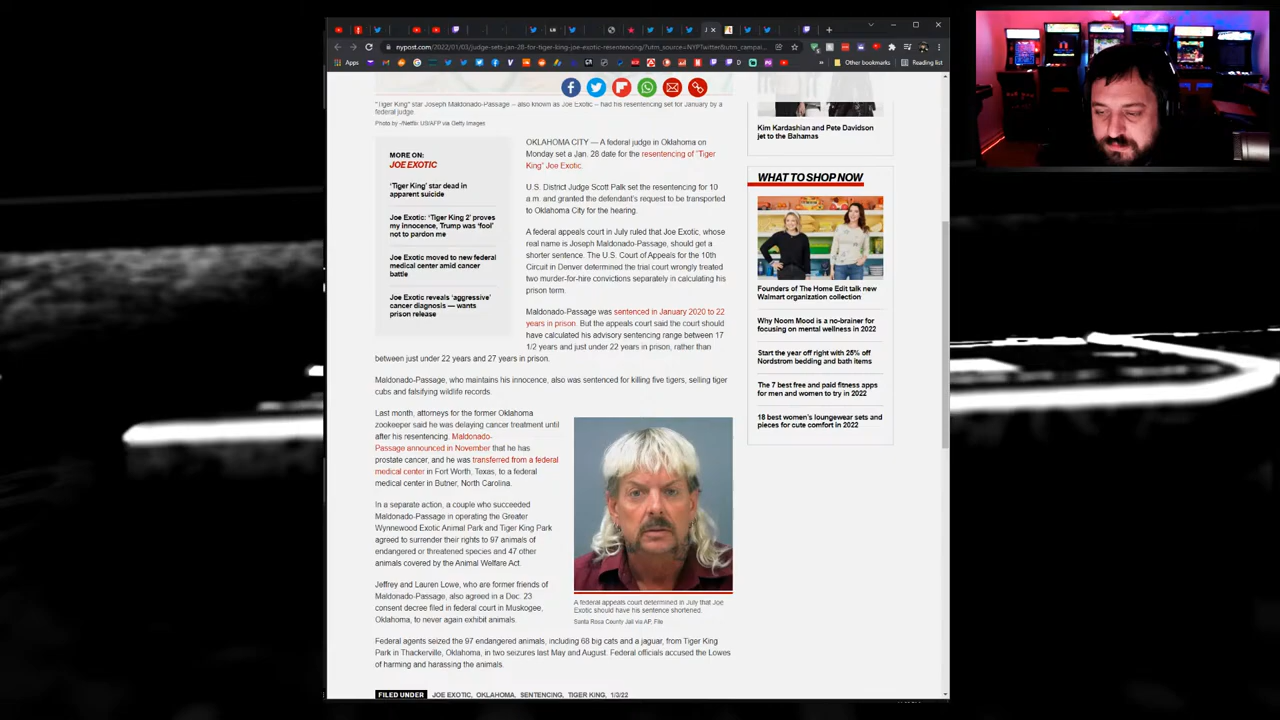 nypost.com/2022/01/03/judge-sets-jan-28-for-tiger-king-joe-exotic-resentencing/?utm_source=NYPTwitter&utm_campai...
Apps
Other bookmarks
Reading list
"Tiger King" star Joseph Maldonado-Passage – also known as Joe Exotic – had his resentencing set for January by a
federal judge.
Photo by -/Netflix US/AFP via Getty Images
MORE ON:
JOE EXOTIC
'Tiger King' star dead in
apparent suicide
Joe Exotic: 'Tiger King 2' proves
my innocence, Trump was 'fool'
not to pardon me
Joe Exotic moved to new federal
medical center amid cancer
battle
Joe Exotic reveals 'aggressive'
cancer diagnosis — wants
prison release
OKLAHOMA CITY — A federal judge in Oklahoma on
Monday set a Jan. 28 date for the resentencing of "Tiger
King" Joe Exotic.
U.S. District Judge Scott Palk set the resentencing for 10
a.m. and granted the defendant's request to be transported
to Oklahoma City for the hearing.
A federal appeals court in July ruled that Joe Exotic, whose
real name is Joseph Maldonado-Passage, should get a
shorter sentence. The U.S. Court of Appeals for the 10th
Circuit in Denver determined the trial court wrongly treated
two murder-for-hire convictions separately in calculating his
prison term.
Maldonado-Passage was sentenced in January 2020 to 22
years in prison. But the appeals court said the court should
have calculated his advisory sentencing range between 17
1/2 years and just under 22 years in prison, rather than
between just under 22 years and 27 years in prison.
Maldonado-Passage, who maintains his innocence, also was sentenced for killing five tigers, selling tiger
cubs and falsifying wildlife records.
Last month, attorneys for the former Oklahoma
zookeeper said he was delaying cancer treatment until
after his resentencing. Maldonado-
Passage announced in November that he has
prostate cancer, and he was transferred from a federal
medical center in Fort Worth, Texas, to a federal
medical center in Butner, North Carolina.
In a separate action, a couple who succeeded
Maldonado-Passage in operating the Greater
Wynnewood Exotic Animal Park and Tiger King Park
agreed to surrender their rights to 97 animals of
endangered or threatened species and 47 other
animals covered by the Animal Welfare Act.
Jeffrey and Lauren Lowe, who are former friends of
Maldonado-Passage, also agreed in a Dec. 23
consent decree filed in federal court in Muskogee,
Oklahoma, to never again exhibit animals.
A federal appeals court determined in July that Joe
Exotic should have his sentence shortened.
Santa Rosa County Jail via AP, File
Federal agents seized the 97 endangered animals, including 68 big cats and a jaguar, from Tiger King
Park in Thackerville, Oklahoma, in two seizures last May and August. Federal officials accused the Lowes
of harming and harassing the animals.
FILED UNDER JOE EXOTIC, OKLAHOMA, SENTENCING, TIGER KING, 1/3/22
Kim Kardashian and Pete Davidson
jet to the Bahamas
WHAT TO SHOP NOW
Founders of The Home Edit talk new
Walmart organization collection
Why Noom Mood is a no-brainer for
focusing on mental wellness in 2022
Start the year off right with 25% off
Nordstrom bedding and bath items
The 7 best free and paid fitness apps
for men and women to try in 2022
18 best women's loungewear sets and
pieces for cute comfort in 2022